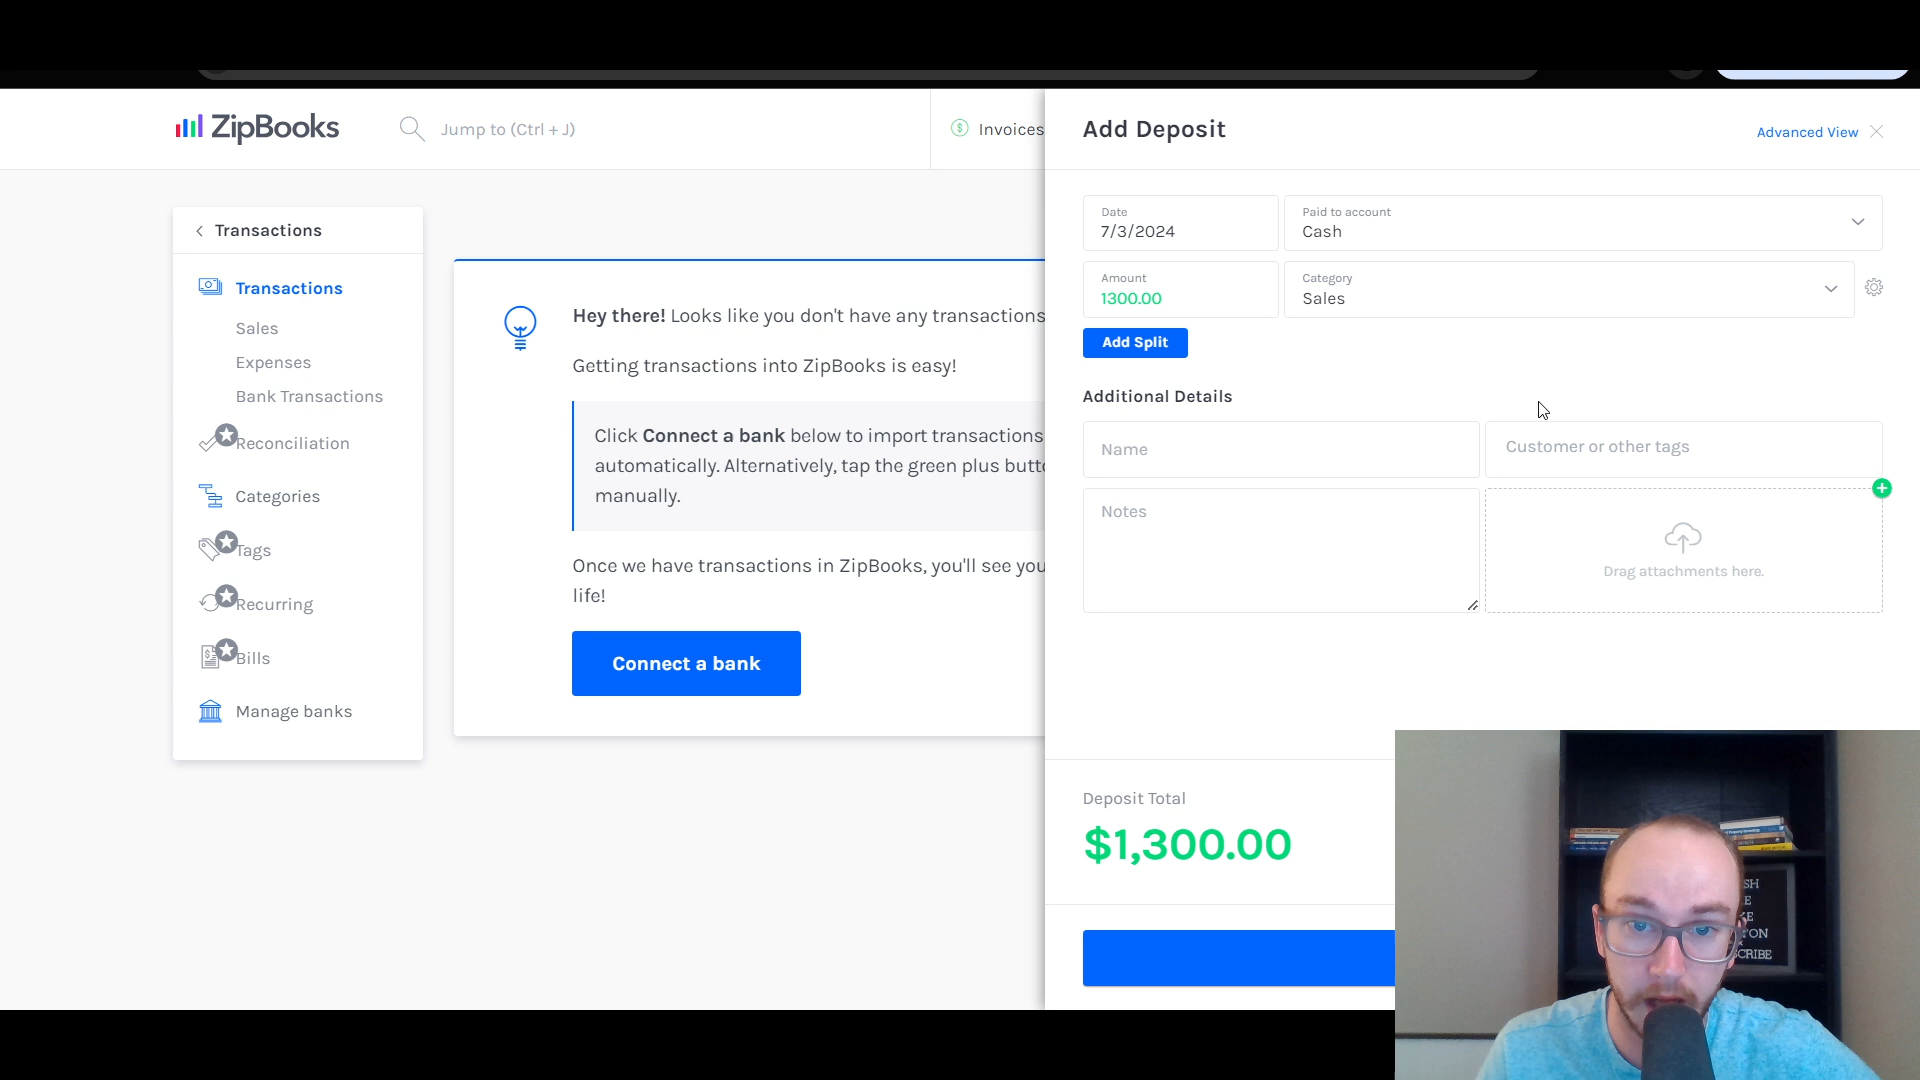 ZipBooks
Jump to (Ctrl + J)
Invoices
Transactions
Transactions
Sales
Expenses
Bank Transactions
Reconciliation
Categories
Tags
Recurring
Bills
Manage banks
Hey there! Looks like you don't have any transactions
Getting transactions into ZipBooks is easy!
Click Connect a bank below to import transactions
automatically. Alternatively, tap the green plus
manually.
Once we have transactions in ZipBooks, you'll see
life!
Connect a bank
Add Deposit
Advanced View
Date
7/3/2024
Paid to account
Cash
Amount
1300.00
Category
Sales
Add Split
Additional Details
Name
Customer or other tags
Notes
Drag attachments here.
Deposit Total
$1,300.00